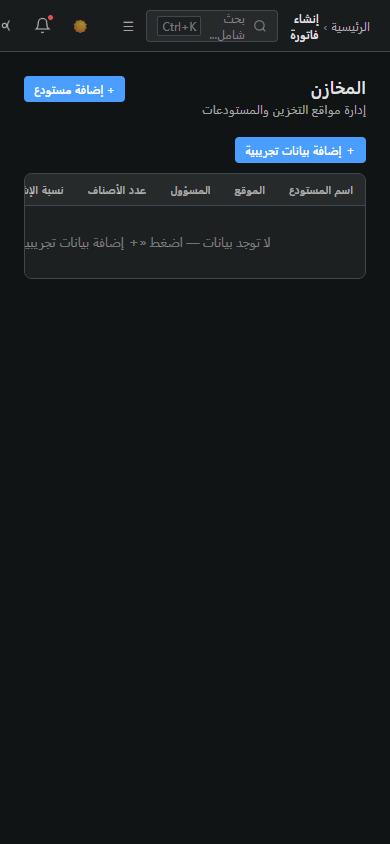 الرئيسية › إنشاء فاتورة
بحث شامل... Ctrl+K
المخازن
+ إضافة مستودع
إدارة مواقع التخزين والمستودعات
+ إضافة بيانات تجريبية
اسم المستودع الموقع المسؤول عدد الأصناف نسبة
لا توجد بيانات — اضغط «+ إضافة بيانات